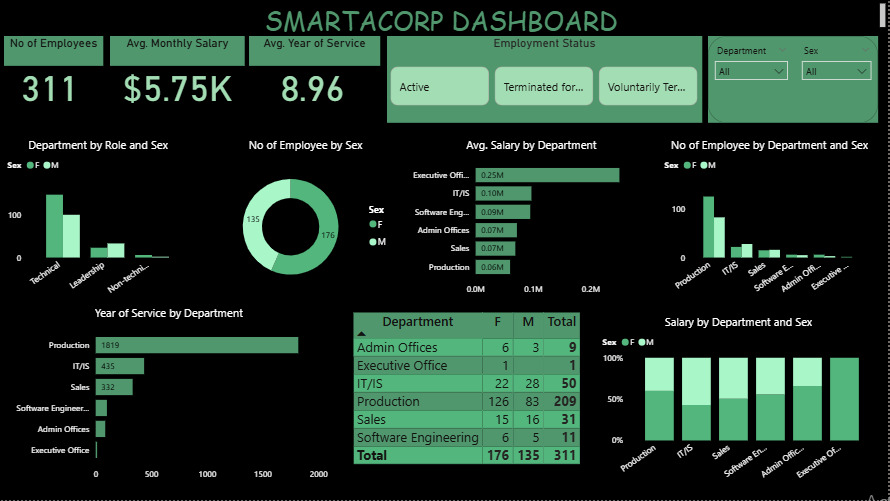 SMARTACORP DASHBOARD
No of Employees
311
Avg. Monthly Salary
$5.75K
Avg. Year of Service
8.96
Employment Status
Active
Terminated for...
Voluntarily Ter...
Department
All
Sex
All
Department by Role and Sex
Sex F M
100
0
Technical
Leadership
Non-techni...
No of Employee by Sex
135
176
Sex
F
M
Avg. Salary by Department
Executive Offi... 0.25M
IT/IS 0.10M
Software Eng... 0.09M
Admin Offices 0.07M
Sales 0.07M
Production 0.06M
0.0M 0.1M 0.2M
No of Employee by Department and Sex
Sex F M
100
0
Production
IT/IS
Sales
Software E...
Admin Offi...
Executive ...
Year of Service by Department
Production 1819
IT/IS 435
Sales 332
Software Engineer...
Admin Offices
Executive Office
0 500 1000 1500 2000
Department F M Total
Admin Offices 6 3 9
Executive Office 1 1
IT/IS 22 28 50
Production 126 83 209
Sales 15 16 31
Software Engineering 6 5 11
Total 176 135 311
Salary by Department and Sex
Sex F M
100%
50%
0%
Production
IT/IS
Sales
Software En...
Admin Offic...
Executive Of...